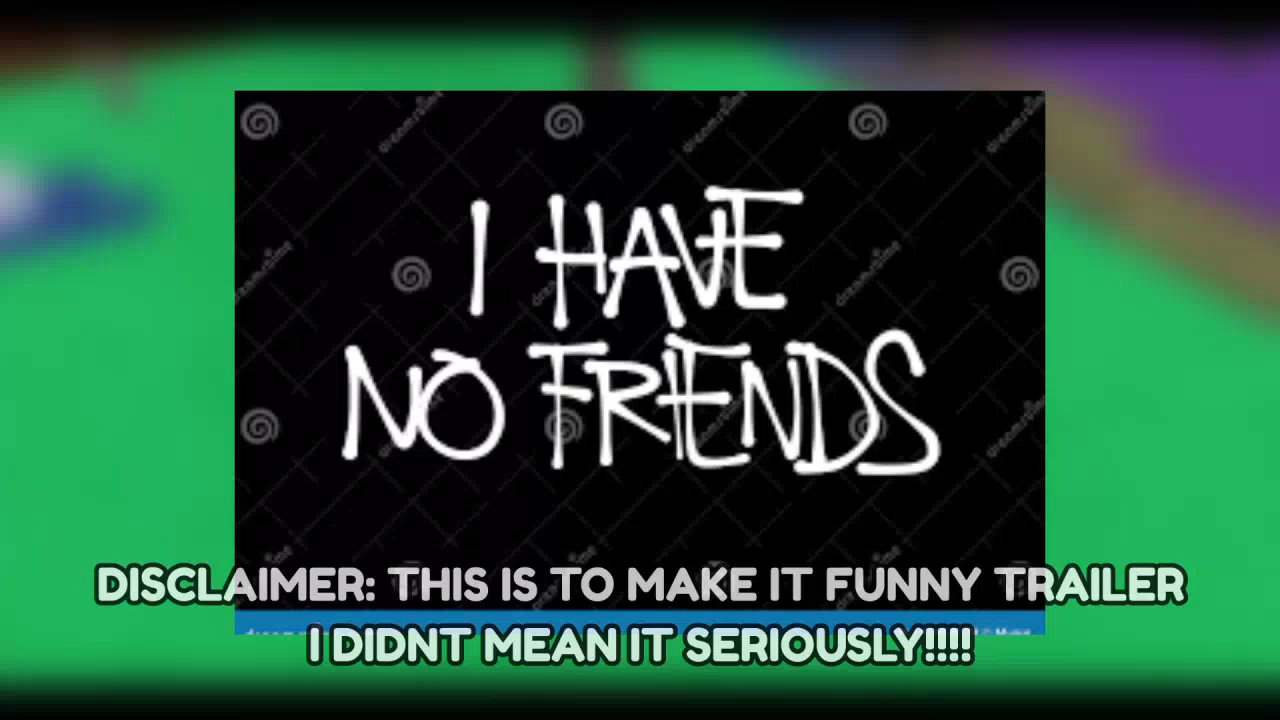 I HAVE
NO FRIENDS
DISCLAIMER: THIS IS TO MAKE IT FUNNY TRAILER
I DIDNT MEAN IT SERIOUSLY!!!!